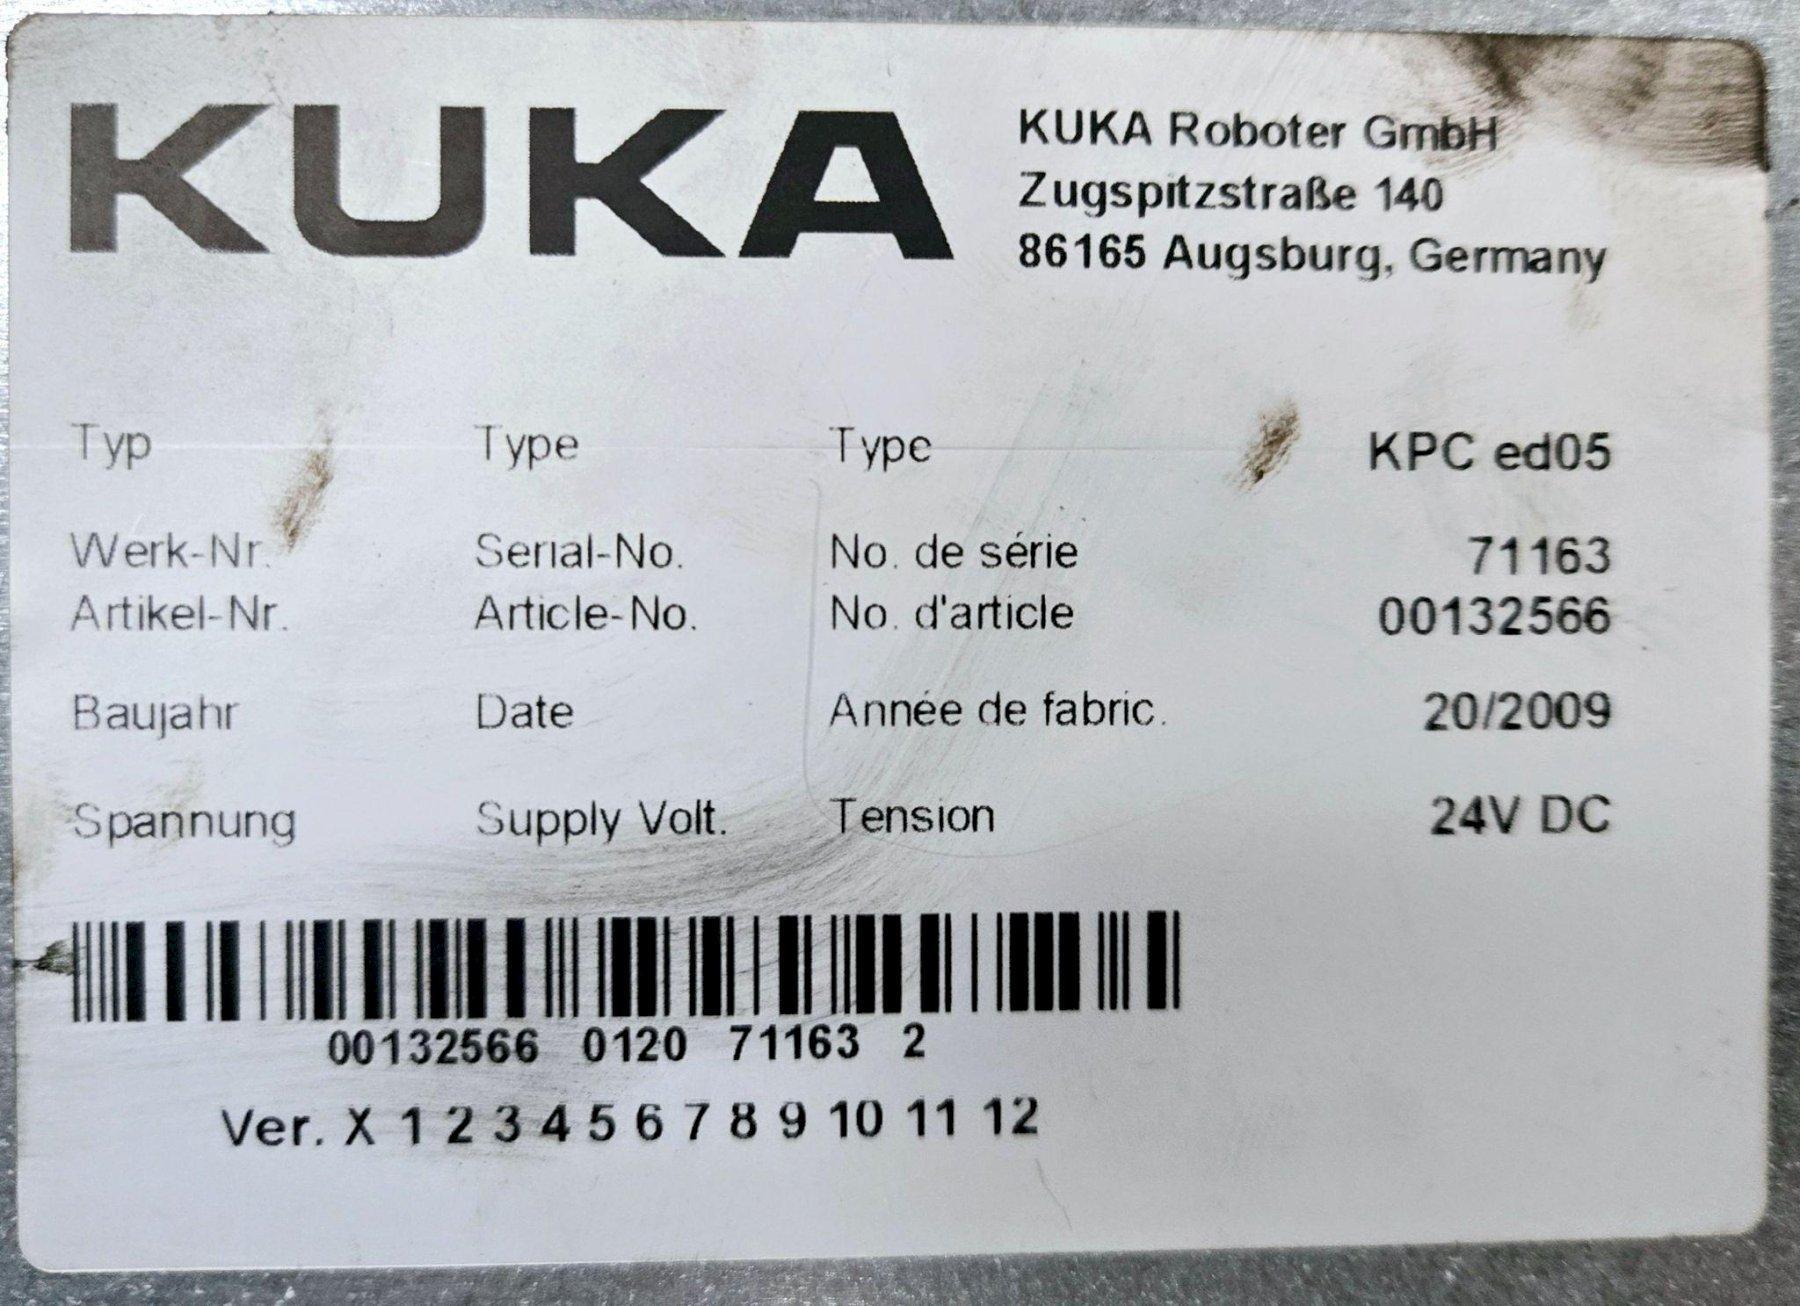 KUKA
KUKA Roboter GmbH
Zugspitzstraße 140
86165 Augsburg, Germany
Typ Type Type KPC ed05
Werk-Nr. Serial-No. No. de série 71163
Artikel-Nr. Article-No. No. d'article 00132566
Baujahr Date Année de fabric. 20/2009
Spannung Supply Volt. Tension 24V DC
00132566 0120 71163 2
Ver. X 1 2 3 4 5 6 7 8 9 10 11 12